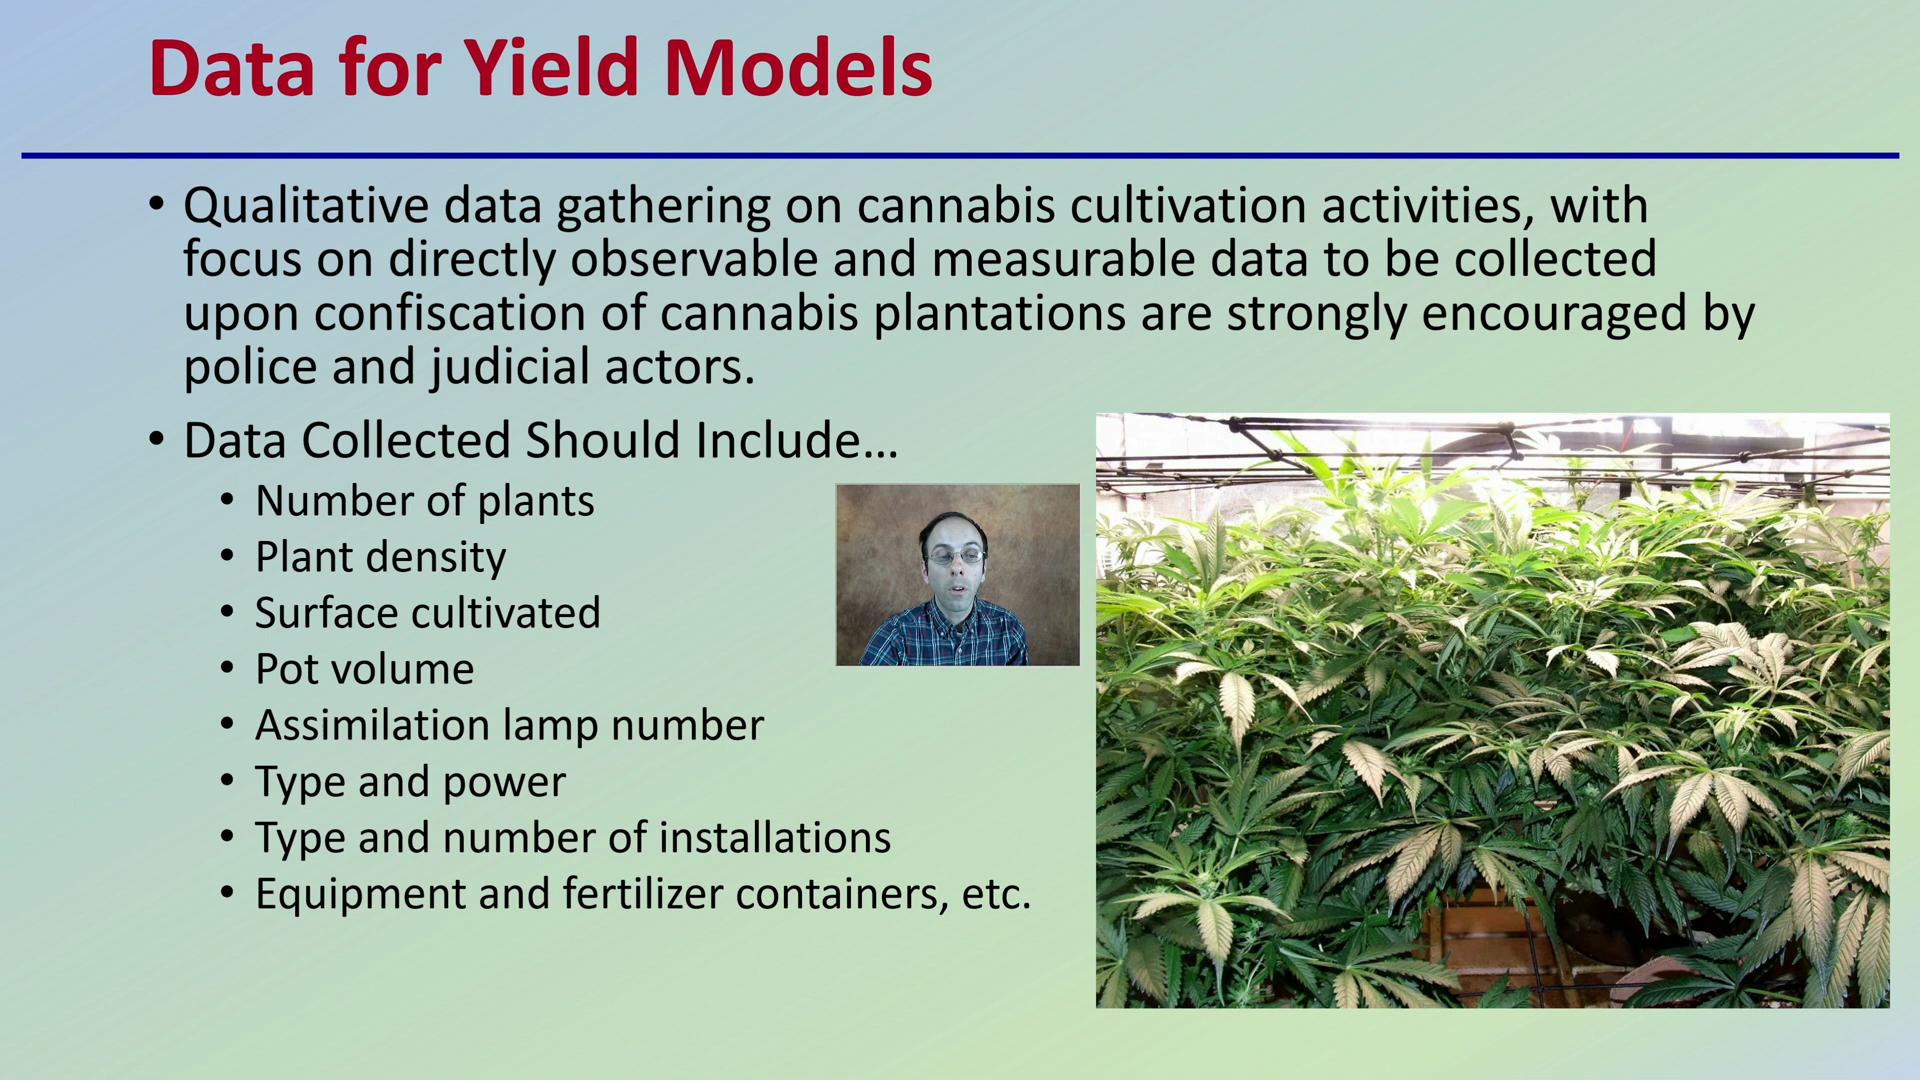 Data for Yield Models
• Qualitative data gathering on cannabis cultivation activities, with
focus on directly observable and measurable data to be collected
upon confiscation of cannabis plantations are strongly encouraged by
police and judicial actors.
• Data Collected Should Include…
• Number of plants
• Plant density
• Surface cultivated
• Pot volume
• Assimilation lamp number
• Type and power
• Type and number of installations
• Equipment and fertilizer containers, etc.